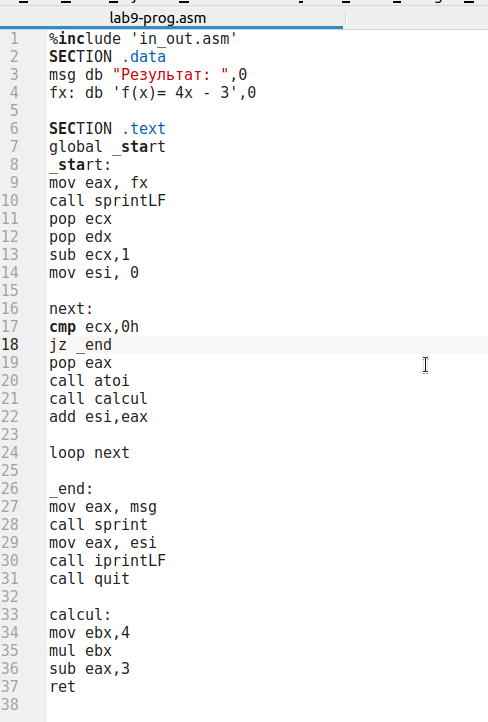 lab9-prog.asm
1 %include 'in_out.asm'
2 SECTION .data
3 msg db "Результат: ",0
4 fx: db 'f(x)= 4x - 3',0
5
6 SECTION .text
7 global _start
8 _start:
9 mov eax, fx
10 call sprintLF
11 pop ecx
12 pop edx
13 sub ecx,1
14 mov esi, 0
15
16 next:
17 cmp ecx,0h
18 jz _end
19 pop eax
20 call atoi
21 call calcul
22 add esi,eax
23
24 loop next
25
26 _end:
27 mov eax, msg
28 call sprint
29 mov eax, esi
30 call iprintLF
31 call quit
32
33 calcul:
34 mov ebx,4
35 mul ebx
36 sub eax,3
37 ret
38